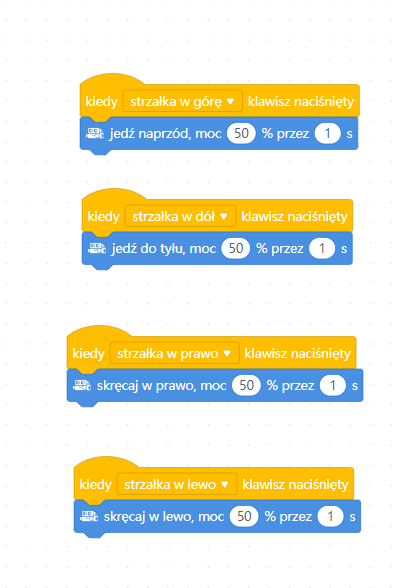 kiedy strzałka w górę klawisz naciśnięty
jedź naprzód, moc 50 % przez 1 s
kiedy strzałka w dół klawisz naciśnięty
jedź do tyłu, moc 50 % przez 1 s
kiedy strzałka w prawo klawisz naciśnięty
skręcaj w prawo, moc 50 % przez 1 s
kiedy strzałka w lewo klawisz naciśnięty
skręcaj w lewo, moc 50 % przez 1 s